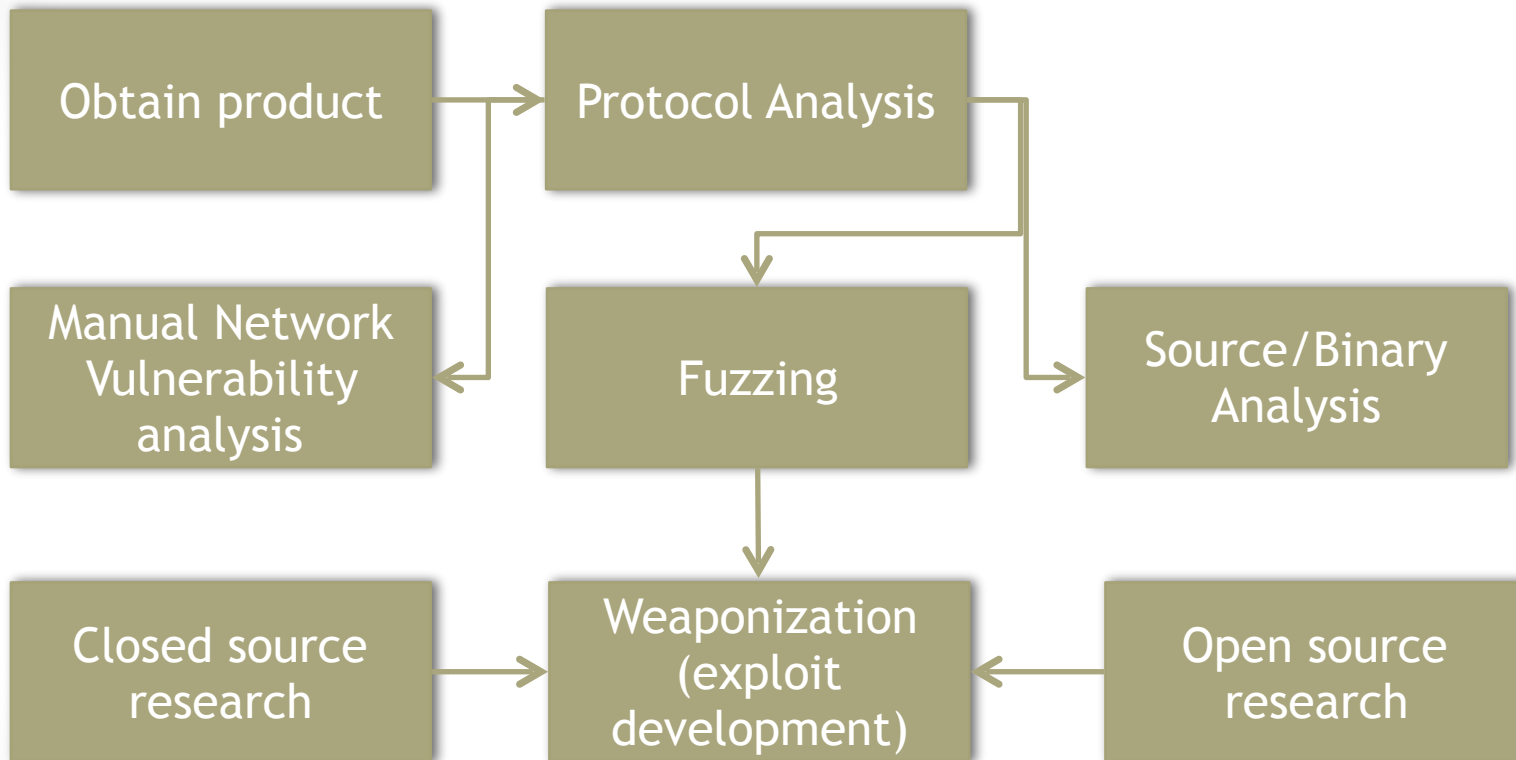 Obtain product
Protocol Analysis
Manual Network
Vulnerability
analysis
Fuzzing
Source/Binary
Analysis
Closed source
research
Weaponization
(exploit
development)
Open source
research